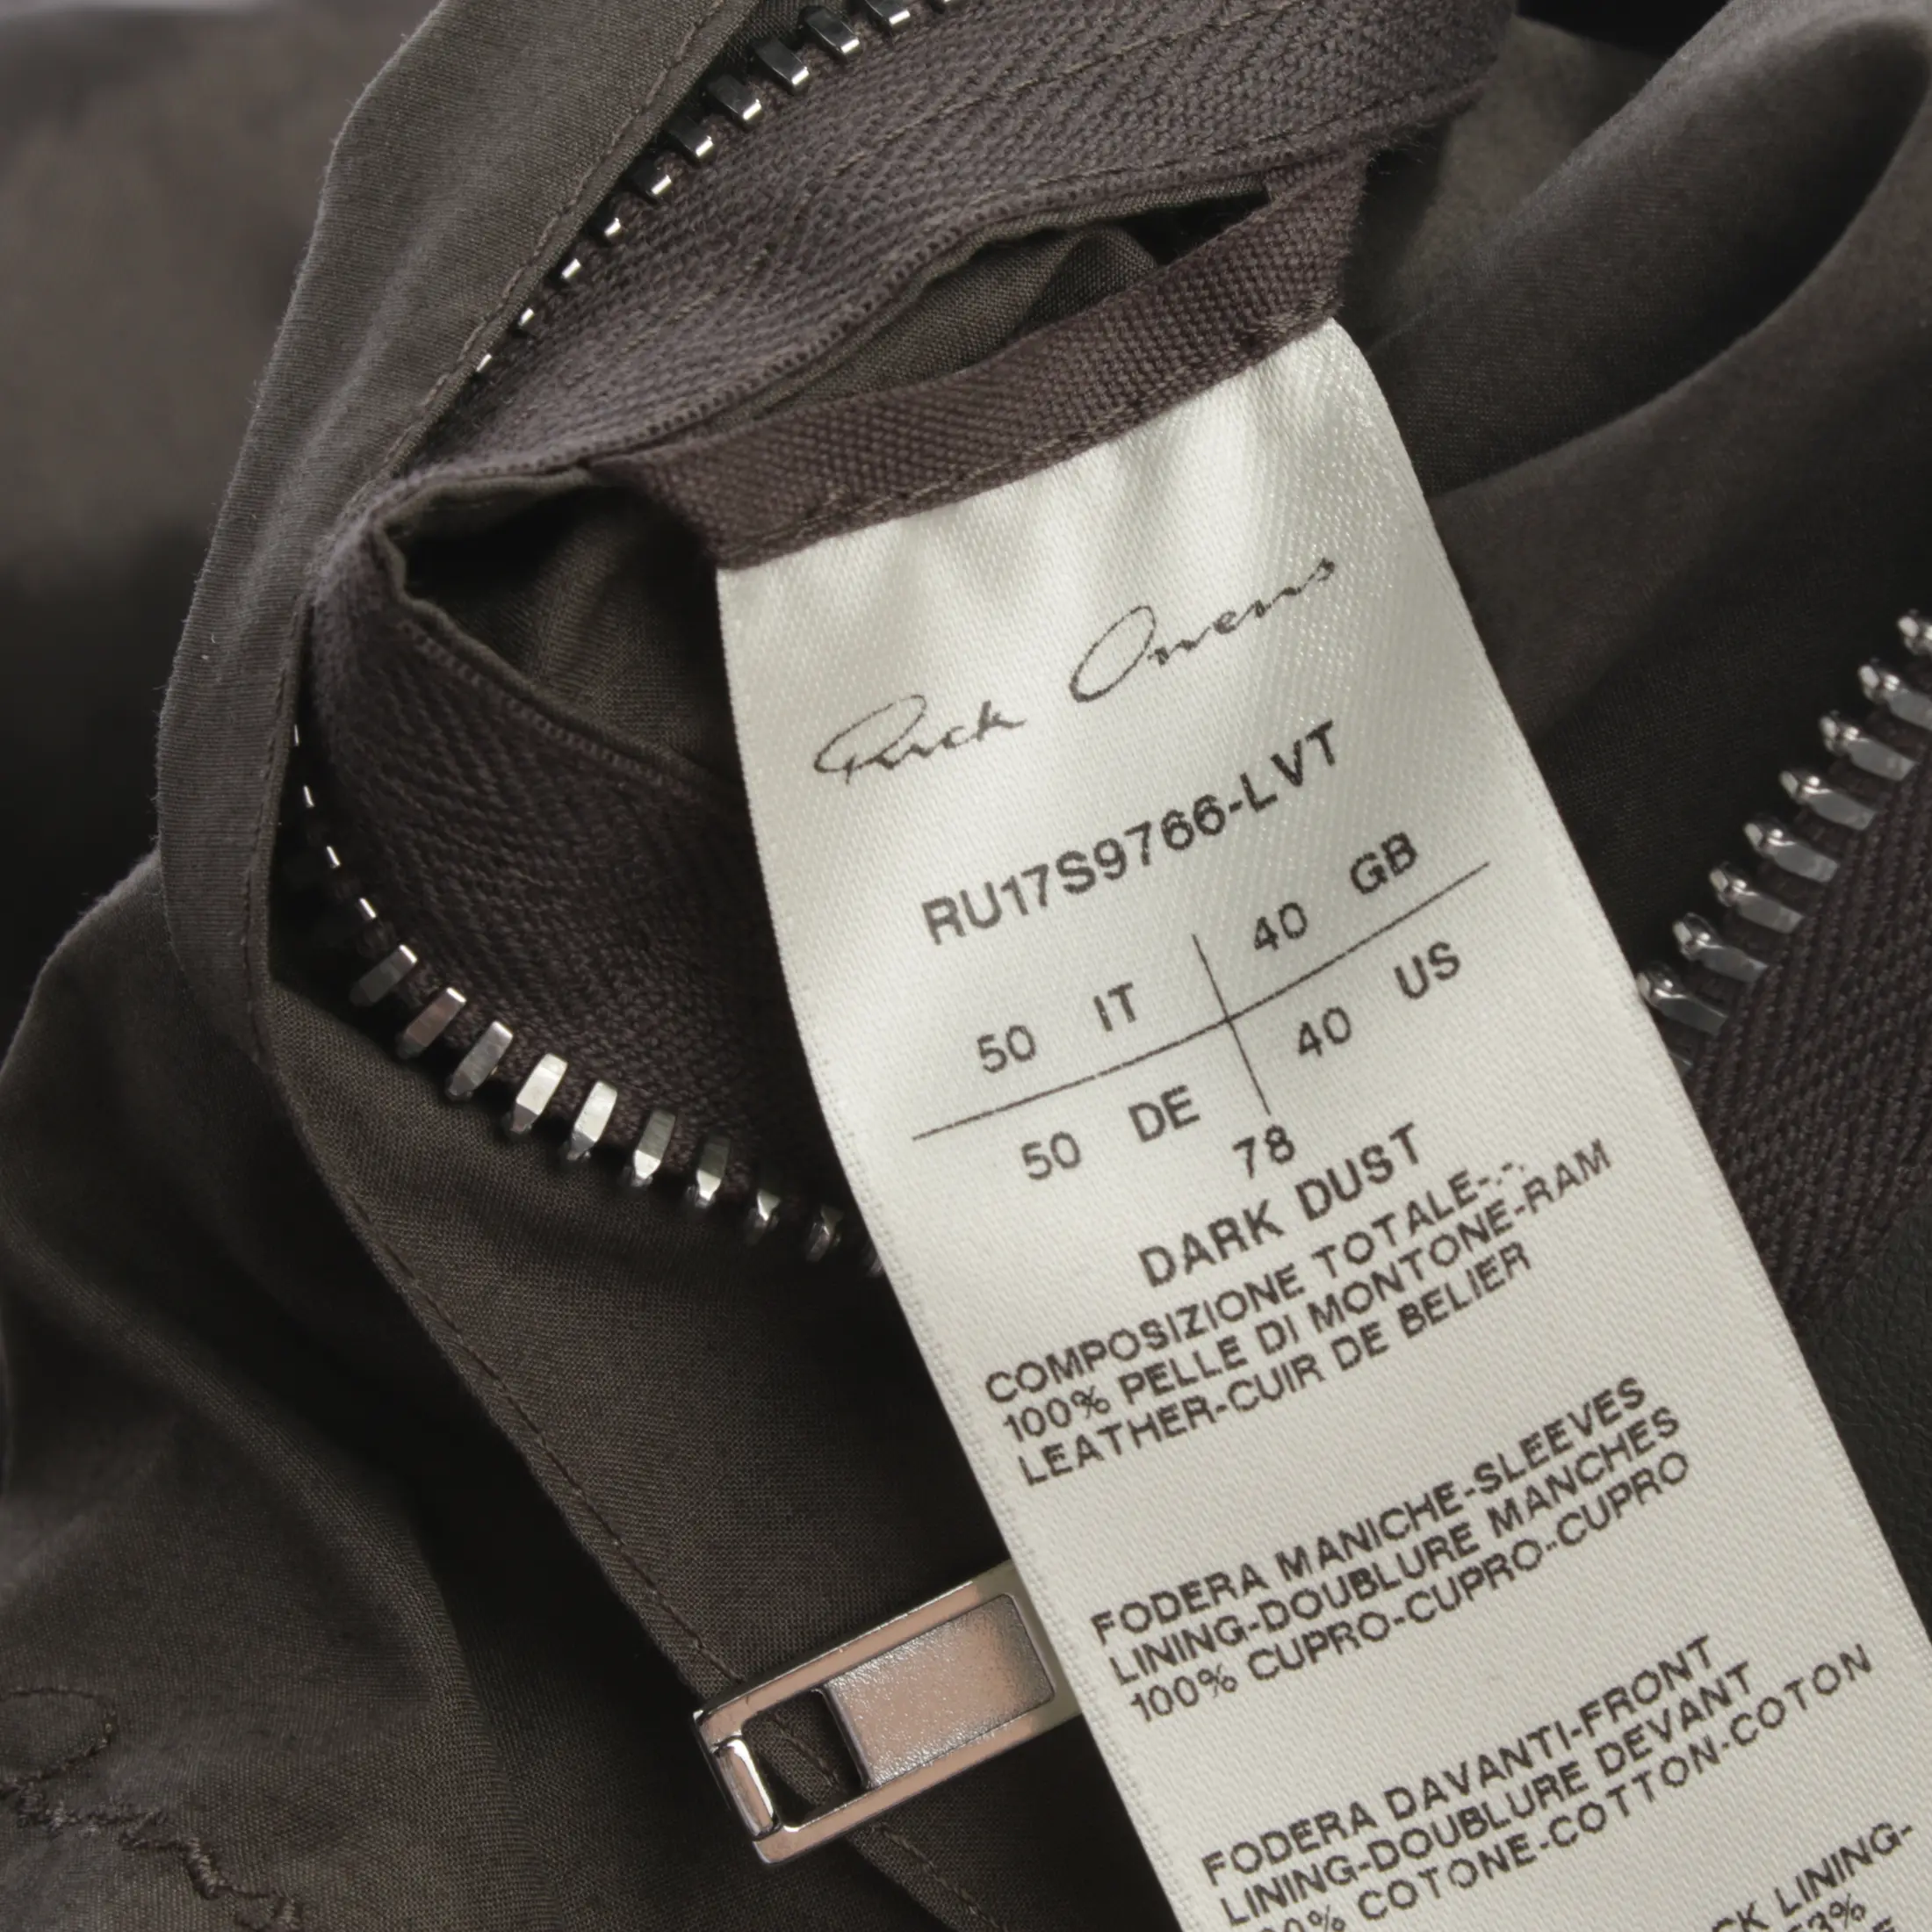 Rick Owens
RU17S9766-LVT
50 IT 40 GB
50 DE 40 US
78
DARK DUST
COMPOSIZIONE TOTALE-.-.
100% PELLE DI MONTONE-RAM
LEATHER-CUIR DE BELIER
FODERA MANICHE-SLEEVES
LINING-DOUBLURE MANCHES
100% CUPRO-CUPRO-CUPRO
FODERA DAVANTI-FRONT
LINING-DOUBLURE DEVANT
COTONE-COTTON-COTON
LINING-